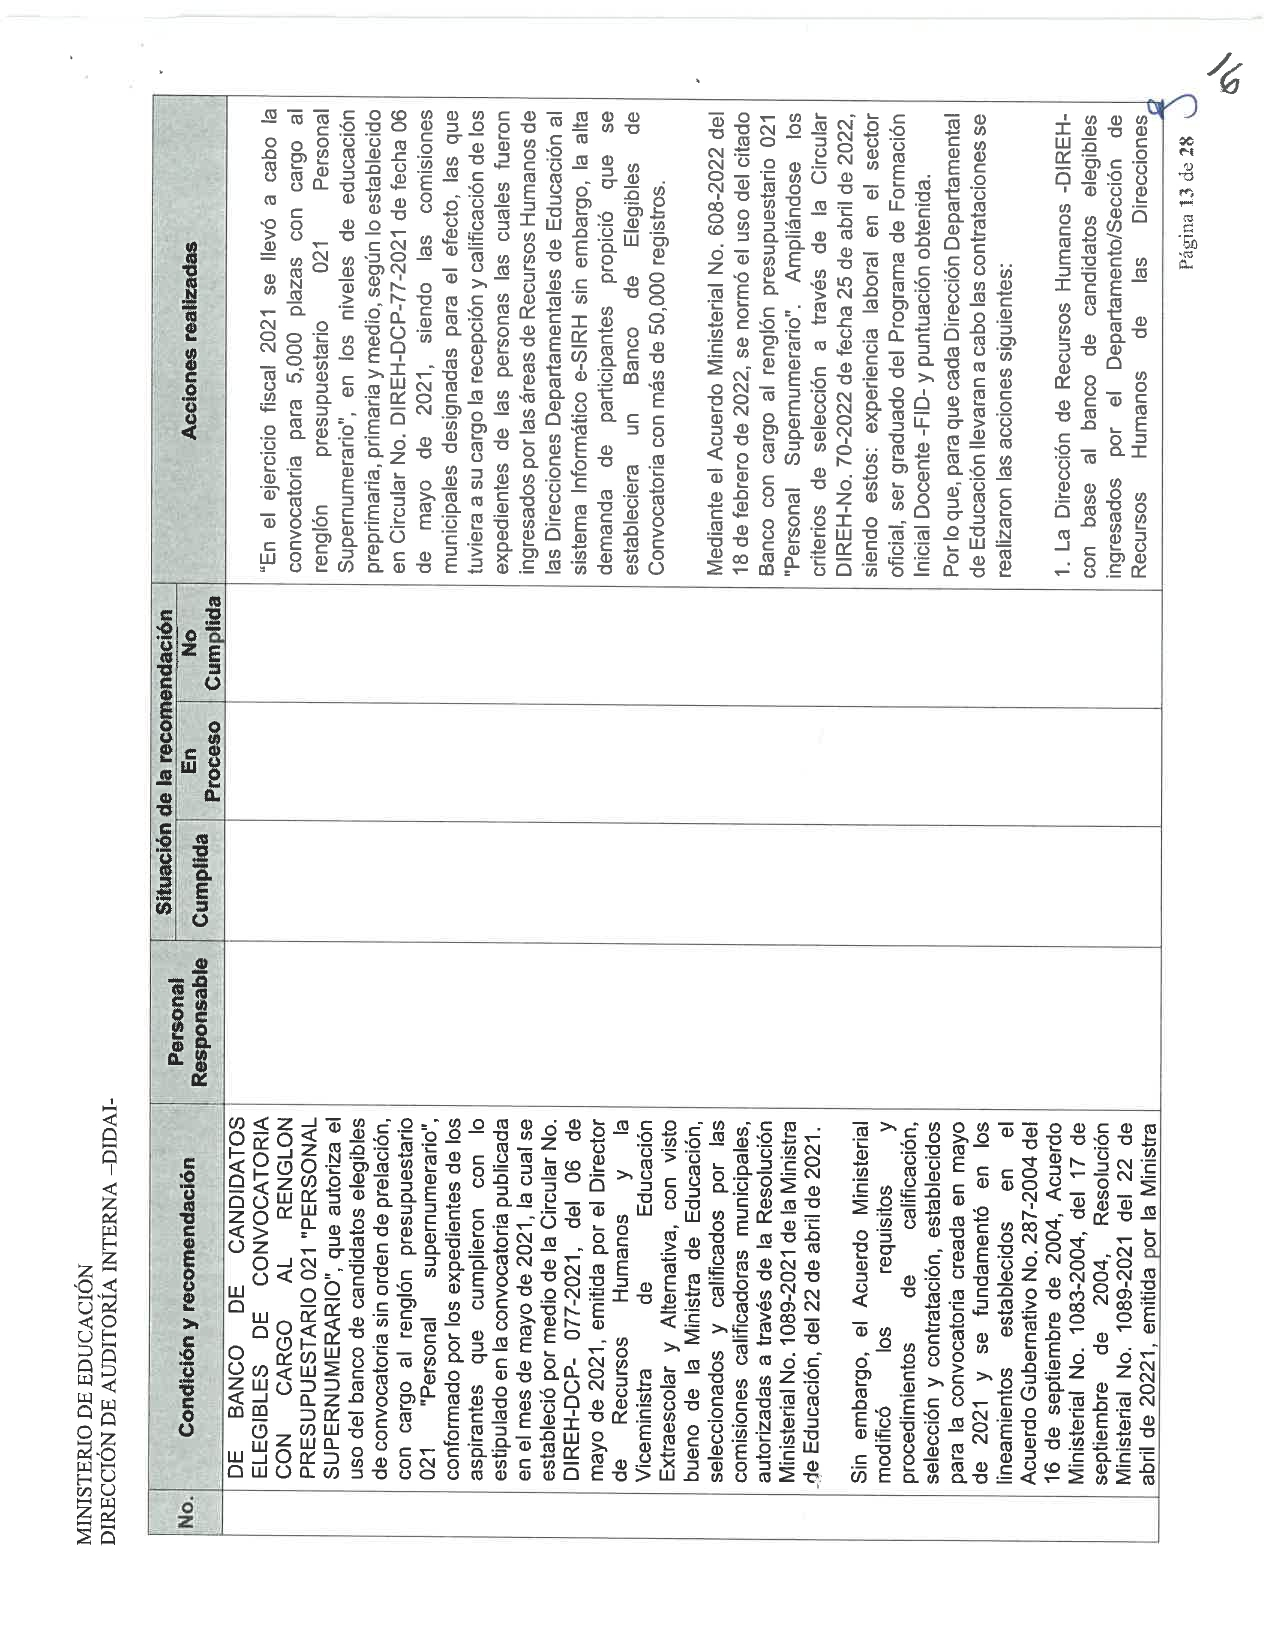 MINISTERIO DE EDUCACIÓN
DIRECCIÓN DE AUDITORÍA INTERNA –DIDAI-
No.
Condición y recomendación
Personal
Responsable
Situación de la recomendación
Cumplida
En
Proceso
No
Cumplida
Acciones realizadas
DE BANCO DE CANDIDATOS
ELEGIBLES DE CONVOCATORIA
CON CARGO AL RENGLON
PRESUPUESTARIO 021 "PERSONAL
SUPERNUMERARIO", que autoriza el
uso del banco de candidatos elegibles
de convocatoria sin orden de prelación,
con cargo al renglón presupuestario
021 "Personal supernumerario",
conformado por los expedientes de los
aspirantes que cumplieron con lo
estipulado en la convocatoria publicada
en el mes de mayo de 2021, la cual se
estableció por medio de la Circular No.
DIREH-DCP- 077-2021, del 06 de
mayo de 2021, emitida por el Director
de Recursos Humanos y la
Viceministra de Educación
Extraescolar y Alternativa, con visto
bueno de la Ministra de Educación,
seleccionados y calificados por las
comisiones calificadoras municipales,
autorizadas a través de la Resolución
Ministerial No. 1089-2021 de la Ministra
de Educación, del 22 de abril de 2021.
Sin embargo, el Acuerdo Ministerial
modificó los requisitos y
procedimientos de calificación,
selección y contratación, establecidos
para la convocatoria creada en mayo
de 2021 y se fundamentó en los
lineamientos establecidos en el
Acuerdo Gubernativo No. 287-2004 del
16 de septiembre de 2004, Acuerdo
Ministerial No. 1083-2004, del 17 de
septiembre de 2004, Resolución
Ministerial No. 1089-2021 del 22 de
abril de 20221, emitida por la Ministra
“En el ejercicio fiscal 2021 se llevó a cabo la
convocatoria para 5,000 plazas con cargo al
renglón presupuestario 021 Personal
Supernumerario", en los niveles de educación
preprimaria, primaria y medio, según lo establecido
en Circular No. DIREH-DCP-77-2021 de fecha 06
de mayo de 2021, siendo las comisiones
municipales designadas para el efecto, las que
tuviera a su cargo la recepción y calificación de los
expedientes de las personas las cuales fueron
ingresados por las áreas de Recursos Humanos de
las Direcciones Departamentales de Educación al
sistema Informático e-SIRH sin embargo, la alta
demanda de participantes propició que se
estableciera un Banco de Elegibles de
Convocatoria con más de 50,000 registros.
Mediante el Acuerdo Ministerial No. 608-2022 del
18 de febrero de 2022, se normó el uso del citado
Banco con cargo al renglón presupuestario 021
"Personal Supernumerario". Ampliándose los
criterios de selección a través de la Circular
DIREH-No. 70-2022 de fecha 25 de abril de 2022,
siendo estos: experiencia laboral en el sector
oficial, ser graduado del Programa de Formación
Inicial Docente -FID- y puntuación obtenida.
Por lo que, para que cada Dirección Departamental
de Educación llevaran a cabo las contrataciones se
realizaron las acciones siguientes:
1. La Dirección de Recursos Humanos -DIREH-
con base al banco de candidatos elegibles
ingresados por el Departamento/Sección de
Recursos Humanos de las Direcciones
Página 13 de 28
16